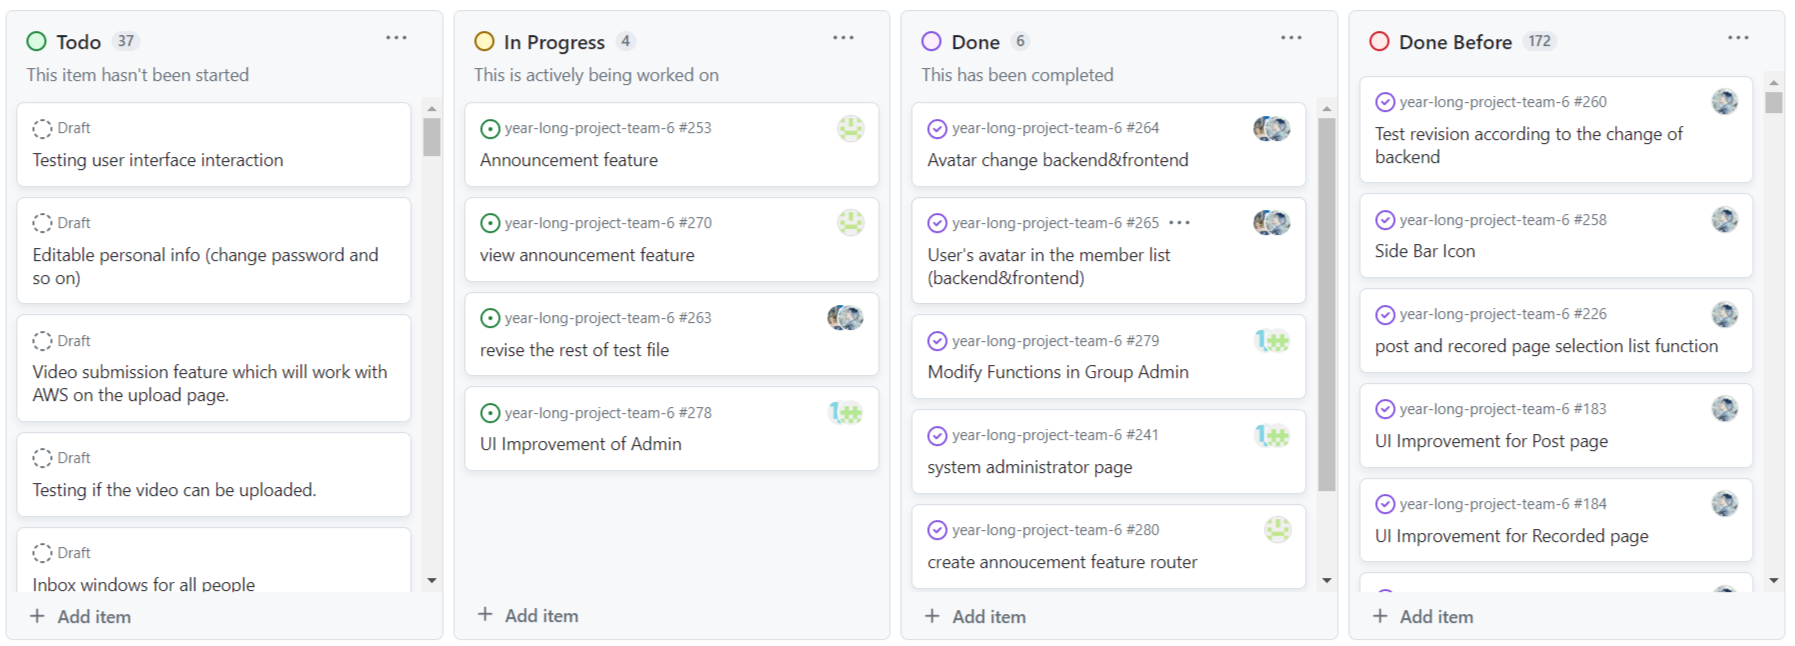 Todo 37
This item hasn't been started
Draft
Testing user interface interaction
Draft
Editable personal info (change password and
so on)
Draft
Video submission feature which will work with
AWS on the upload page.
Draft
Testing if the video can be uploaded.
Draft
Inbox windows for all people
+ Add item
In Progress 4
This is actively being worked on
year-long-project-team-6 #253
Announcement feature
year-long-project-team-6 #270
view announcement feature
year-long-project-team-6 #263
revise the rest of test file
year-long-project-team-6 #278
UI Improvement of Admin
+ Add item
Done 6
This has been completed
year-long-project-team-6 #264
Avatar change backend&frontend
year-long-project-team-6 #265 ...
User's avatar in the member list
(backend&frontend)
year-long-project-team-6 #279
Modify Functions in Group Admin
year-long-project-team-6 #241
system administrator page
year-long-project-team-6 #280
create annoucement feature router
+ Add item
Done Before 172
year-long-project-team-6 #260
Test revision according to the change of
backend
year-long-project-team-6 #258
Side Bar Icon
year-long-project-team-6 #226
post and recored page selection list function
year-long-project-team-6 #183
UI Improvement for Post page
year-long-project-team-6 #184
UI Improvement for Recorded page
+ Add item